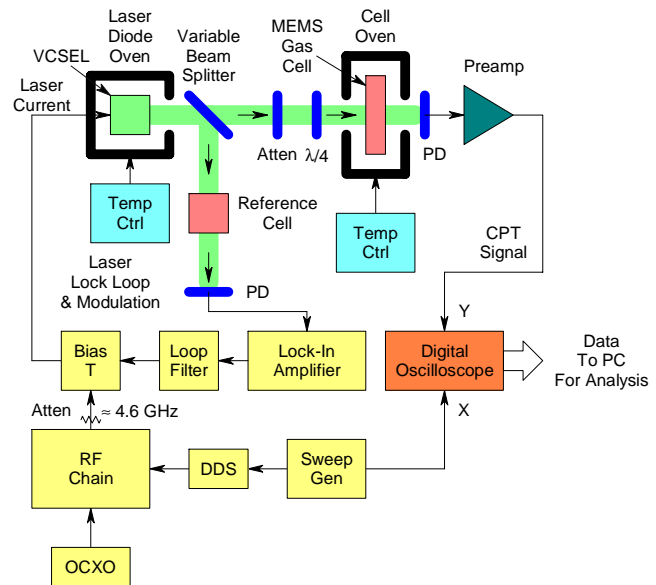 Laser
Diode
Oven
VCSEL
Laser
Current
Variable
Beam
Splitter
MEMS
Gas
Cell
Cell
Oven
Preamp
Atten
λ/4
PD
Temp
Ctrl
Reference
Cell
Temp
Ctrl
CPT
Signal
Laser
Lock Loop
& Modulation
PD
Y
Bias
T
Loop
Filter
Lock-In
Amplifier
Digital
Oscilloscope
Data
To PC
For Analysis
Atten
≈ 4.6 GHz
X
RF
Chain
DDS
Sweep
Gen
OCXO